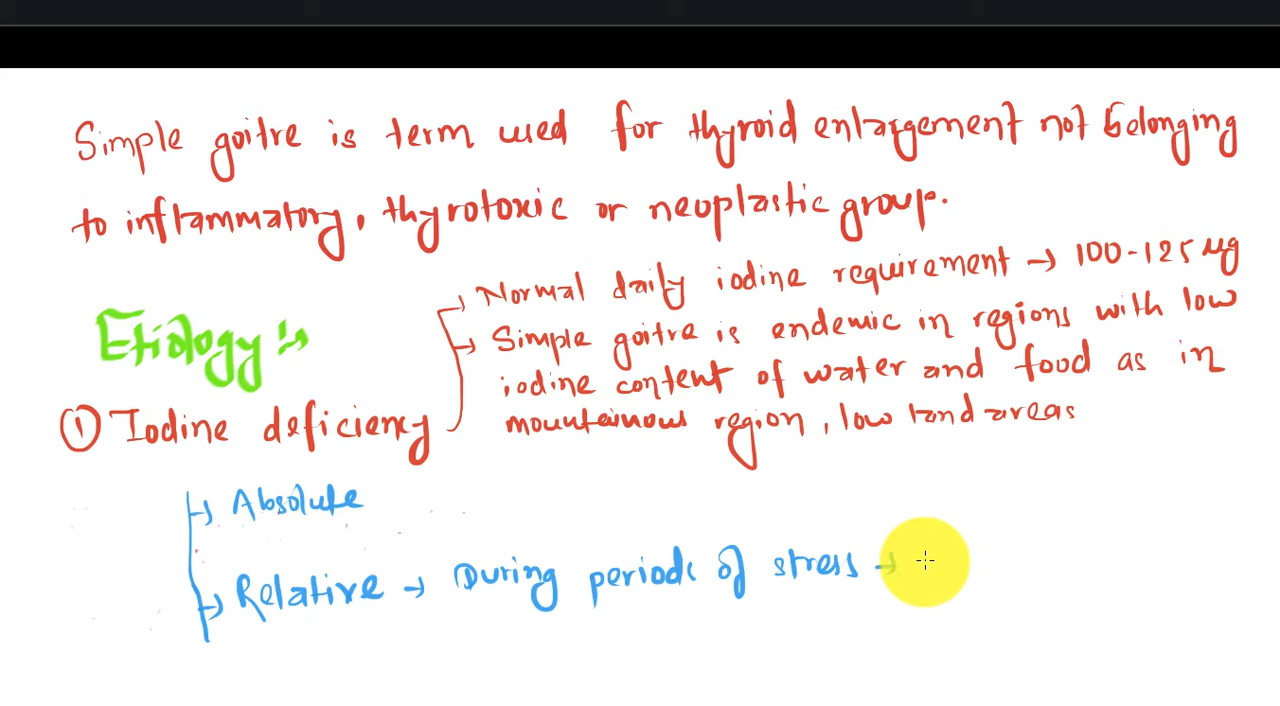 Simple goitre is term used for thyroid enlargement not belonging
to inflammatory, thyrotoxic or neoplastic group.
Etiology :→
① Iodine deficiency
→ Normal daily iodine requirement → 100-125 μg
→ Simple goitre is endemic in regions with low
iodine content of water and food as in
mountainous region, low land areas
→ Absolute
→ Relative → During periods of stress →